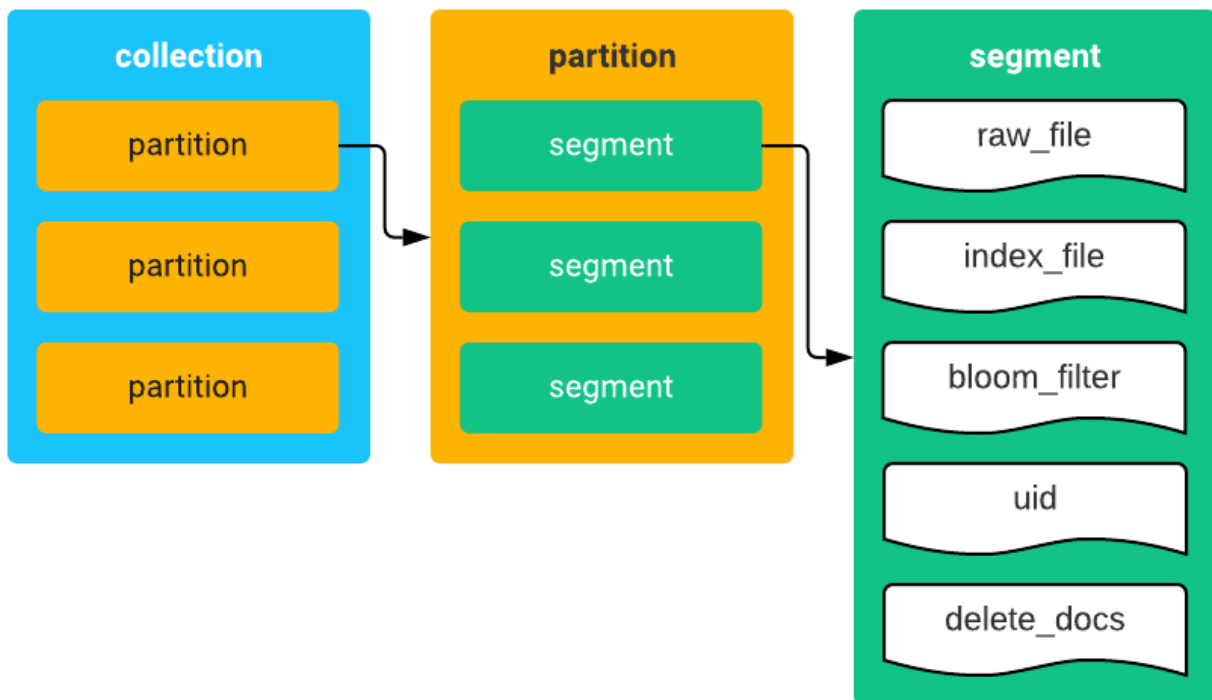 collection
partition
partition
partition
partition
segment
segment
segment
segment
raw_file
index_file
bloom_filter
uid
delete_docs